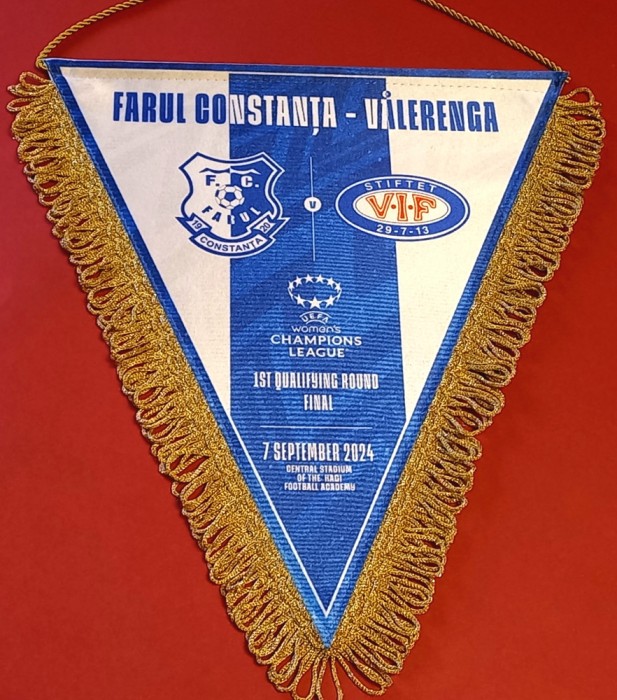 FARUL CONSTANȚA - VÅLERENGA
F.C.
FARUL
19 20
CONSTANȚA
V
STIFTET
V·I·F
29-7-13
UEFA
women's
CHAMPIONS
LEAGUE
1ST QUALIFYING ROUND
FINAL
7 SEPTEMBER 2024
CENTRAL STADIUM
OF THE HAGI
FOOTBALL ACADEMY